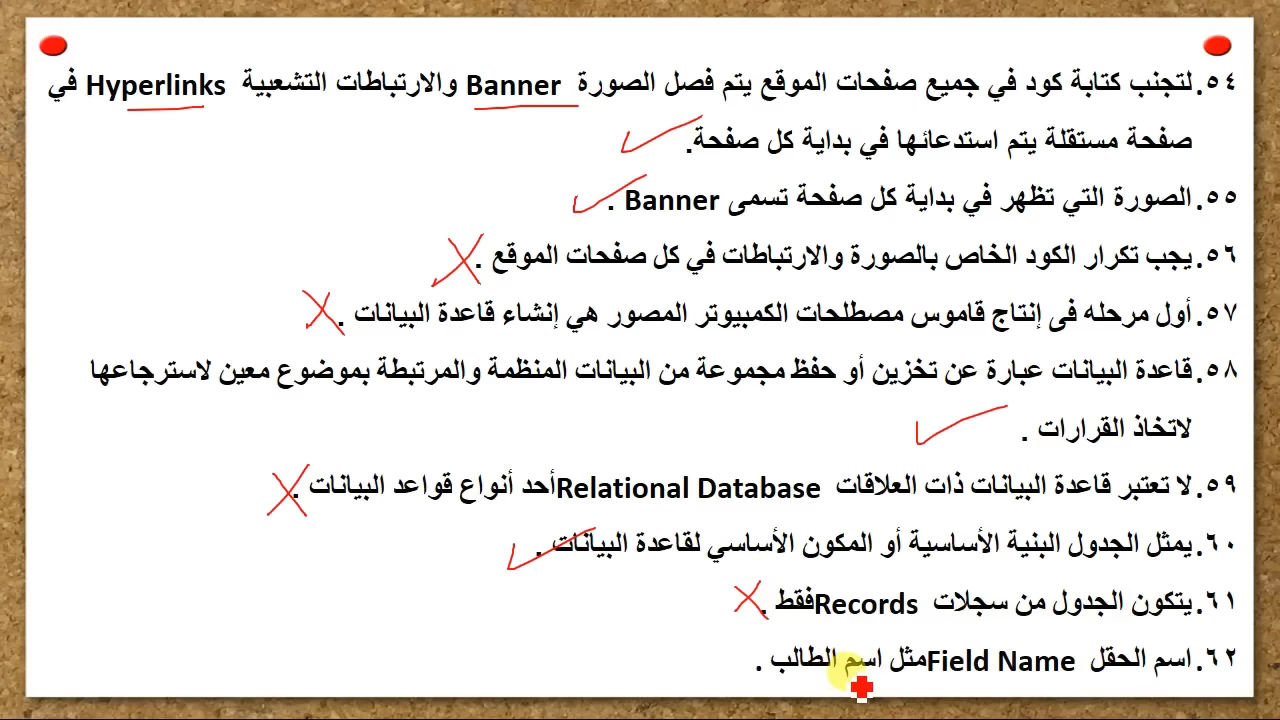 ٥٤. لتجنب كتابة كود في جميع صفحات الموقع يتم فصل الصورة Banner والارتباطات التشعبية Hyperlinks في
صفحة مستقلة يتم استدعائها في بداية كل صفحة.
٥٥. الصورة التي تظهر في بداية كل صفحة تسمى Banner .
٥٦. يجب تكرار الكود الخاص بالصورة والارتباطات في كل صفحات الموقع .
٥٧. أول مرحله فى إنتاج قاموس مصطلحات الكمبيوتر المصور هي إنشاء قاعدة البيانات .
٥٨. قاعدة البيانات عبارة عن تخزين أو حفظ مجموعة من البيانات المنظمة والمرتبطة بموضوع معين لاسترجاعها
لاتخاذ القرارات .
٥٩. لا تعتبر قاعدة البيانات ذات العلاقات Relational Database أحد أنواع قواعد البيانات .
٦٠. يمثل الجدول البنية الأساسية أو المكون الأساسي لقاعدة البيانات .
٦١. يتكون الجدول من سجلات Records فقط .
٦٢. اسم الحقل Field Name مثل اسم الطالب .